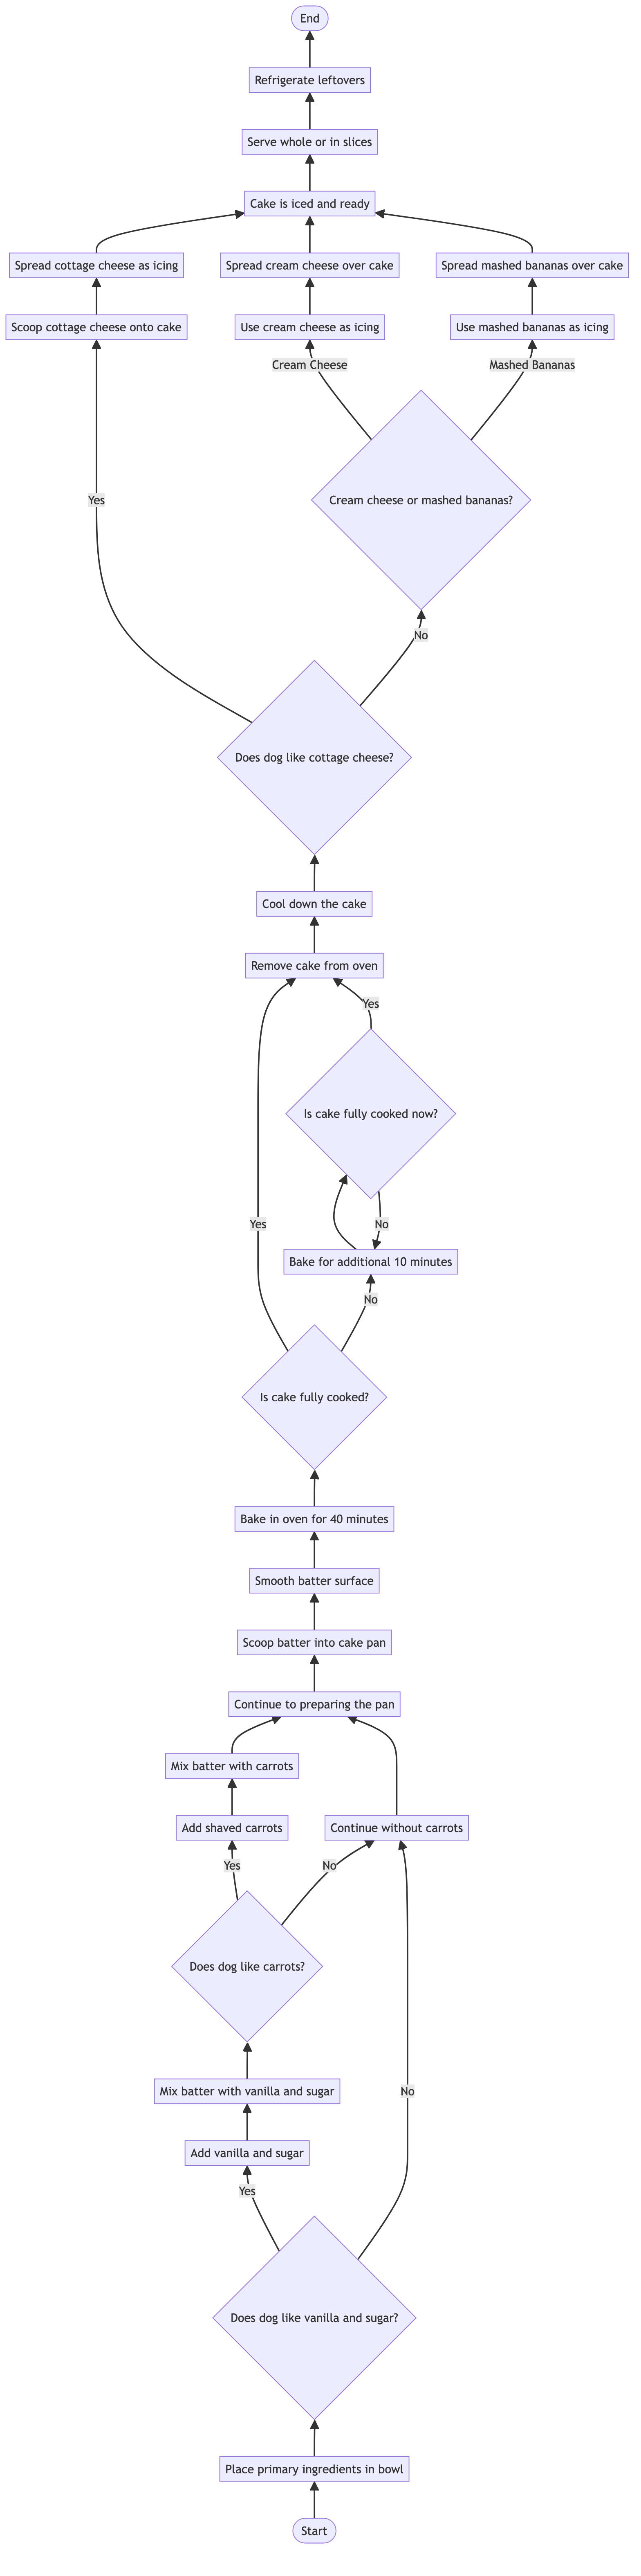 End
Refrigerate leftovers
Serve whole or in slices
Cake is iced and ready
Spread cottage cheese as icing
Spread cream cheese over cake
Spread mashed bananas over cake
Scoop cottage cheese onto cake
Use cream cheese as icing
Use mashed bananas as icing
Cream Cheese
Mashed Bananas
Yes
Cream cheese or mashed bananas?
No
Does dog like cottage cheese?
Cool down the cake
Remove cake from oven
Yes
Is cake fully cooked now?
Yes
No
Bake for additional 10 minutes
No
Is cake fully cooked?
Bake in oven for 40 minutes
Smooth batter surface
Scoop batter into cake pan
Continue to preparing the pan
Mix batter with carrots
Add shaved carrots
Continue without carrots
Yes
No
Does dog like carrots?
Mix batter with vanilla and sugar
No
Add vanilla and sugar
Yes
Does dog like vanilla and sugar?
Place primary ingredients in bowl
Start